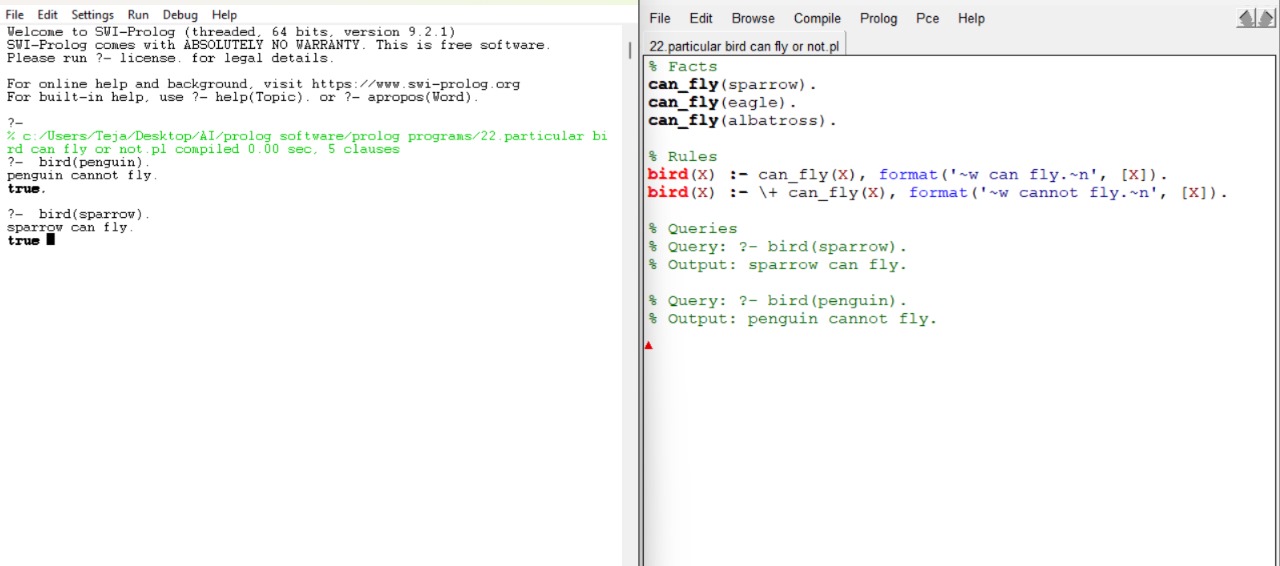 File Edit Settings Run Debug Help
Welcome to SWI-Prolog (threaded, 64 bits, version 9.2.1)
SWI-Prolog comes with ABSOLUTELY NO WARRANTY. This is free software.
Please run ?- license. for legal details.
For online help and background, visit https://www.swi-prolog.org
For built-in help, use ?- help(Topic). or ?- apropos(Word).
?-
% c:/Users/Teja/Desktop/AI/prolog software/prolog programs/22.particular bi
rd can fly or not.pl compiled 0.00 sec, 5 clauses
?- bird(penguin).
penguin cannot fly.
true.
?- bird(sparrow).
sparrow can fly.
true
File Edit Browse Compile Prolog Pce Help
22.particular bird can fly or not.pl
% Facts
can_fly(sparrow).
can_fly(eagle).
can_fly(albatross).
% Rules
bird(X) :- can_fly(X), format('~w can fly.~n', [X]).
bird(X) :- \+ can_fly(X), format('~w cannot fly.~n', [X]).
% Queries
% Query: ?- bird(sparrow).
% Output: sparrow can fly.
% Query: ?- bird(penguin).
% Output: penguin cannot fly.